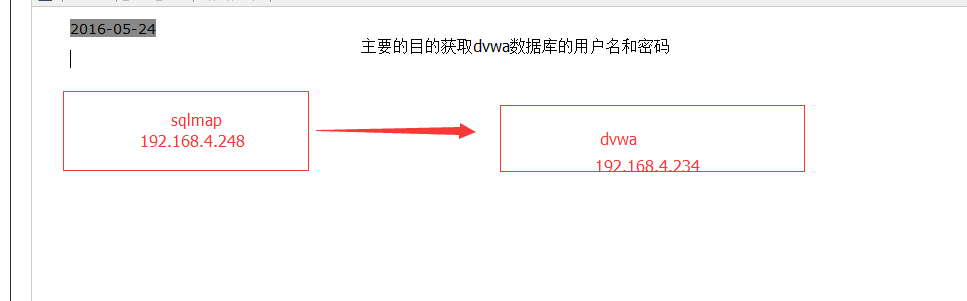 2016-05-24
主要的目的获取dvwa数据库的用户名和密码
sqlmap
192.168.4.248
dvwa
192.168.4.234